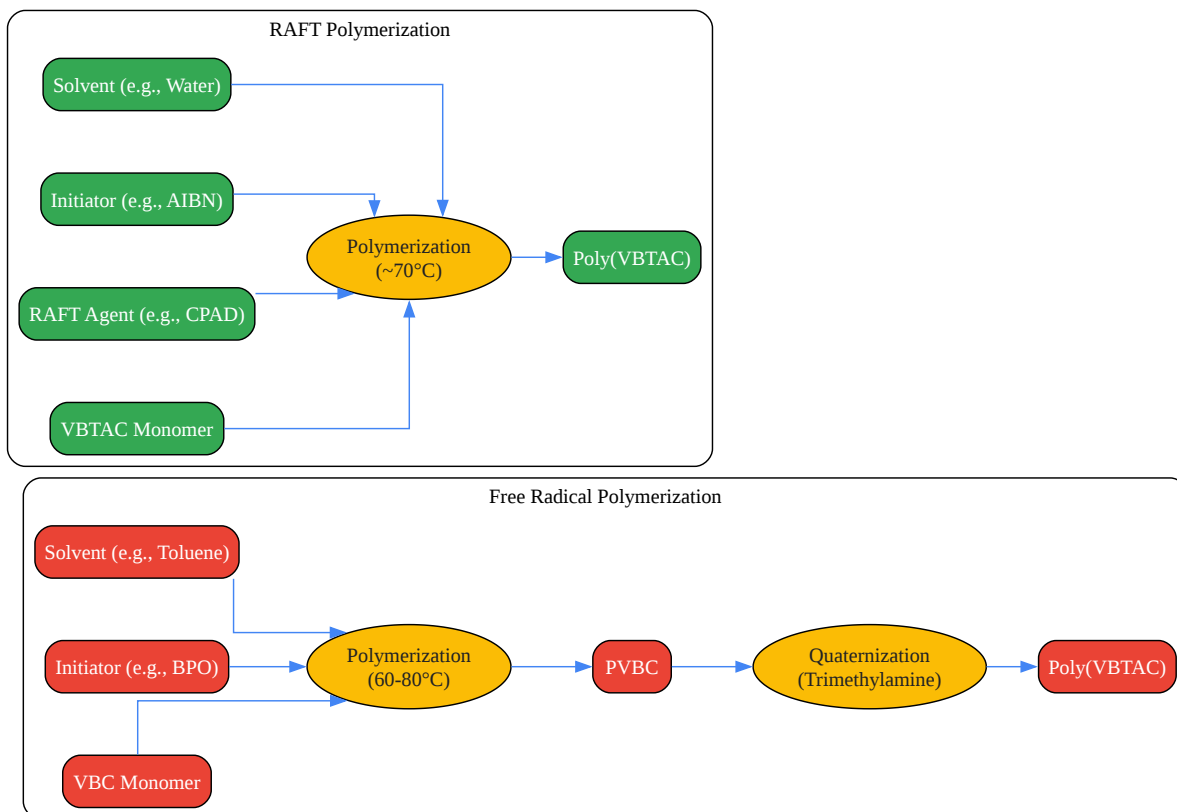 RAFT Polymerization
Solvent (e.g., Water)
Initiator (e.g., AIBN)
Polymerization
(~70°C)
Poly(VBTAC)
RAFT Agent (e.g., CPAD)
VBTAC Monomer
Free Radical Polymerization
Solvent (e.g., Toluene)
Initiator (e.g., BPO)
Polymerization
(60-80°C)
PVBC
Quaternization
(Trimethylamine)
Poly(VBTAC)
VBC Monomer